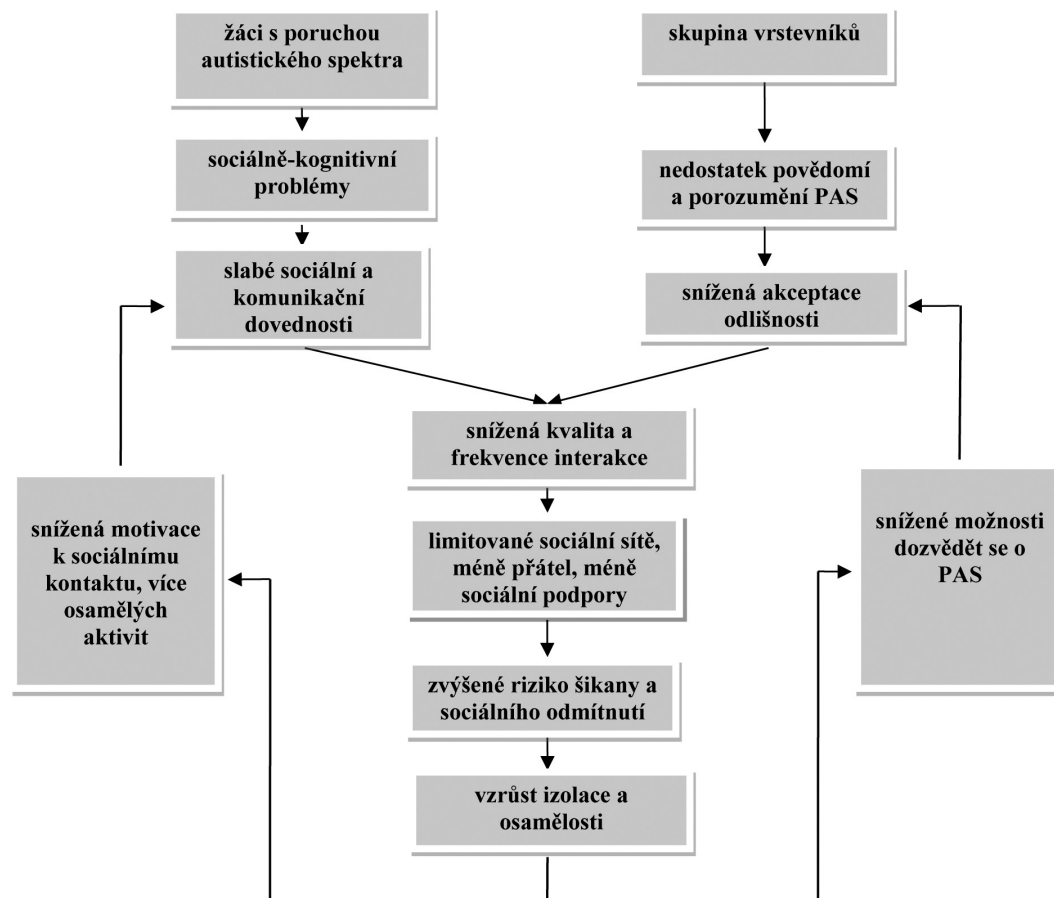 žáci s poruchou
autistického spektra
skupina vrstevníků
sociálně-kognitivní
problémy
nedostatek povědomí
a porozumění PAS
slabé sociální a
komunikační
dovednosti
snížená akceptace
odlišnosti
snížená kvalita a
frekvence interakce
snížená motivace
k sociálnímu
kontaktu, více
osamělých
aktivit
limitované sociální sítě,
méně přátel, méně
sociální podpory
snížené možnosti
dozvědět se o
PAS
zvýšené riziko šikany a
sociálního odmítnutí
vzrůst izolace a
osamělosti